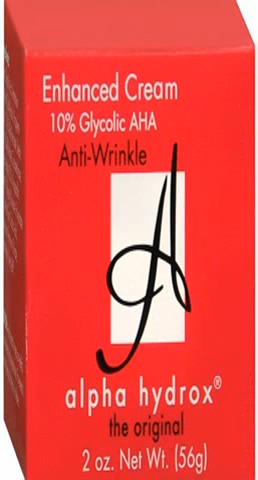 Enhanced Cream
10% Glycolic AHA
Anti-Wrinkle
A
alpha hydrox®
the original
2 oz. Net Wt. (56g)